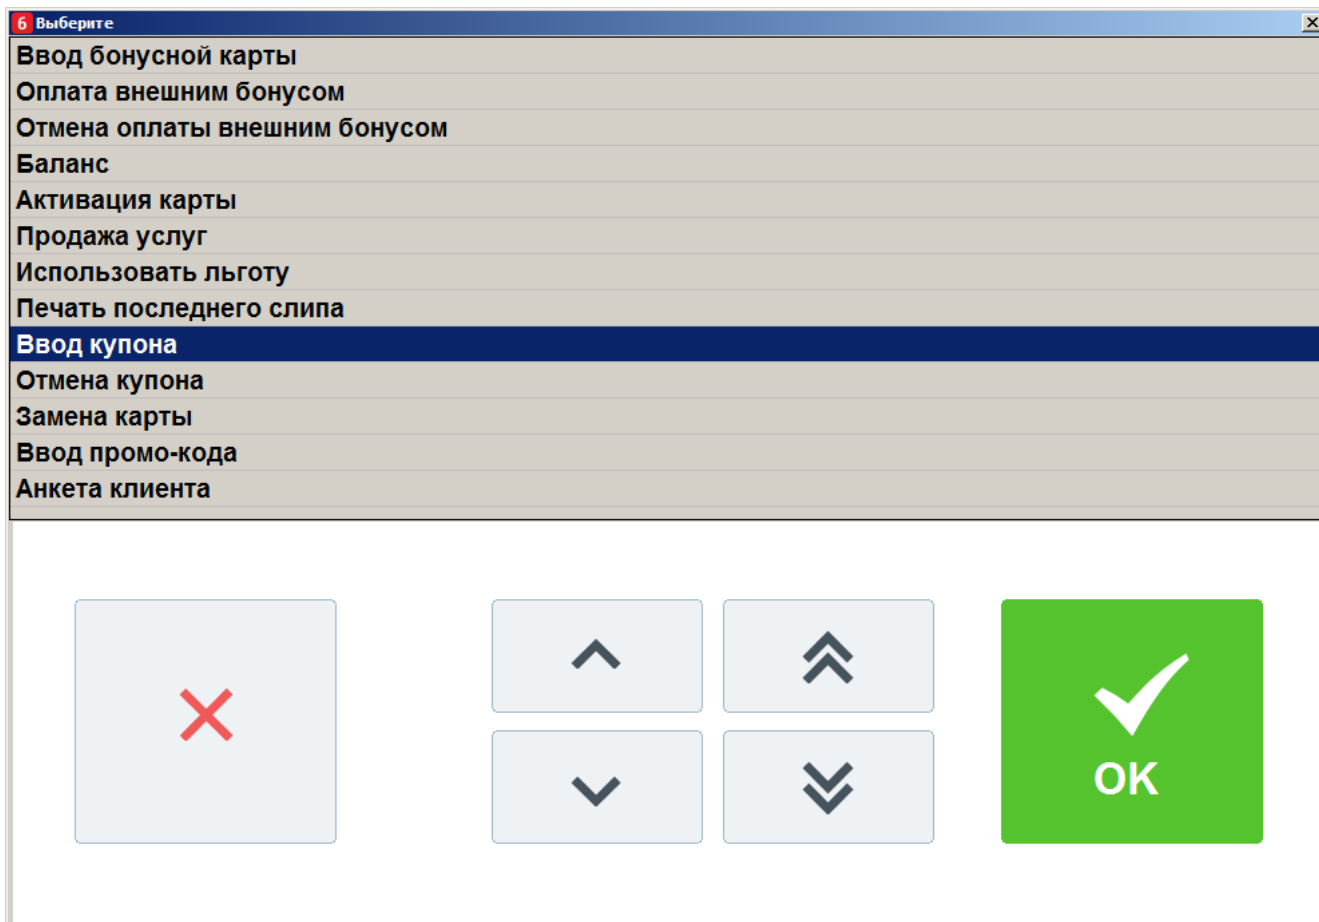 6 Выберите
Ввод бонусной карты
Оплата внешним бонусом
Отмена оплаты внешним бонусом
Баланс
Активация карты
Продажа услуг
Использовать льготу
Печать последнего слипа
Ввод купона
Отмена купона
Замена карты
Ввод промо-кода
Анкета клиента
OK